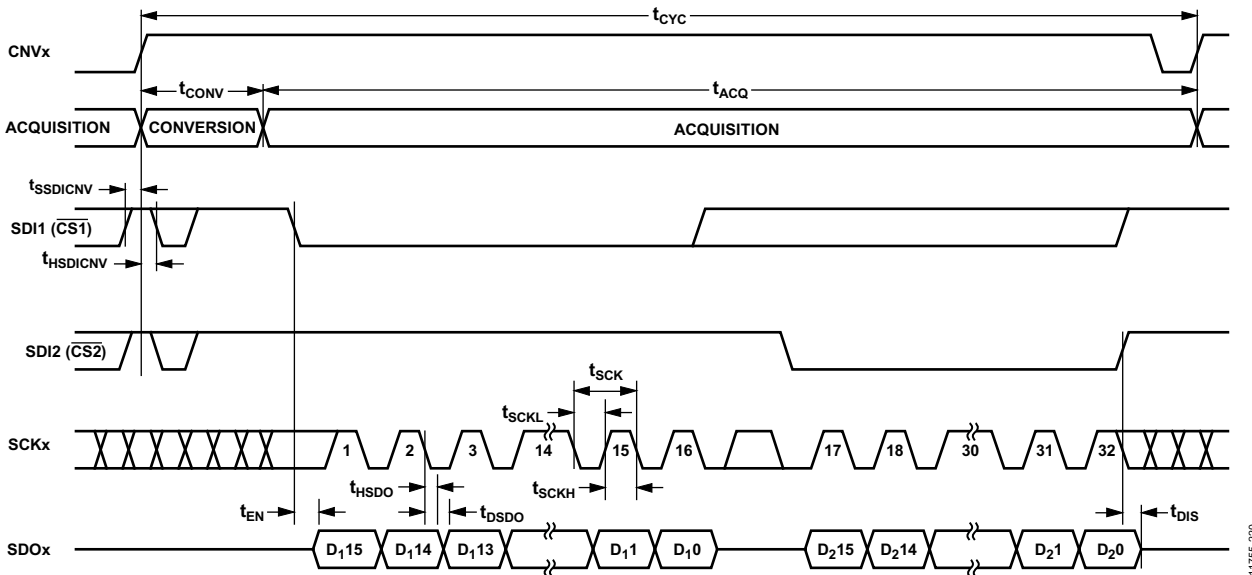 tCYC
CNVx
tCONV
tACQ
ACQUISITION
CONVERSION
ACQUISITION
tSSDICNV
SDI1 (CS1)
tHSDICNV
SDI2 (CS2)
tSCK
tSCKL
SCKx
1
2
3
14
15
16
17
18
30
31
32
tHSDO
tSCKH
tEN
tDSDO
tDIS
SDOx
D115
D114
D113
D11
D10
D215
D214
D21
D20